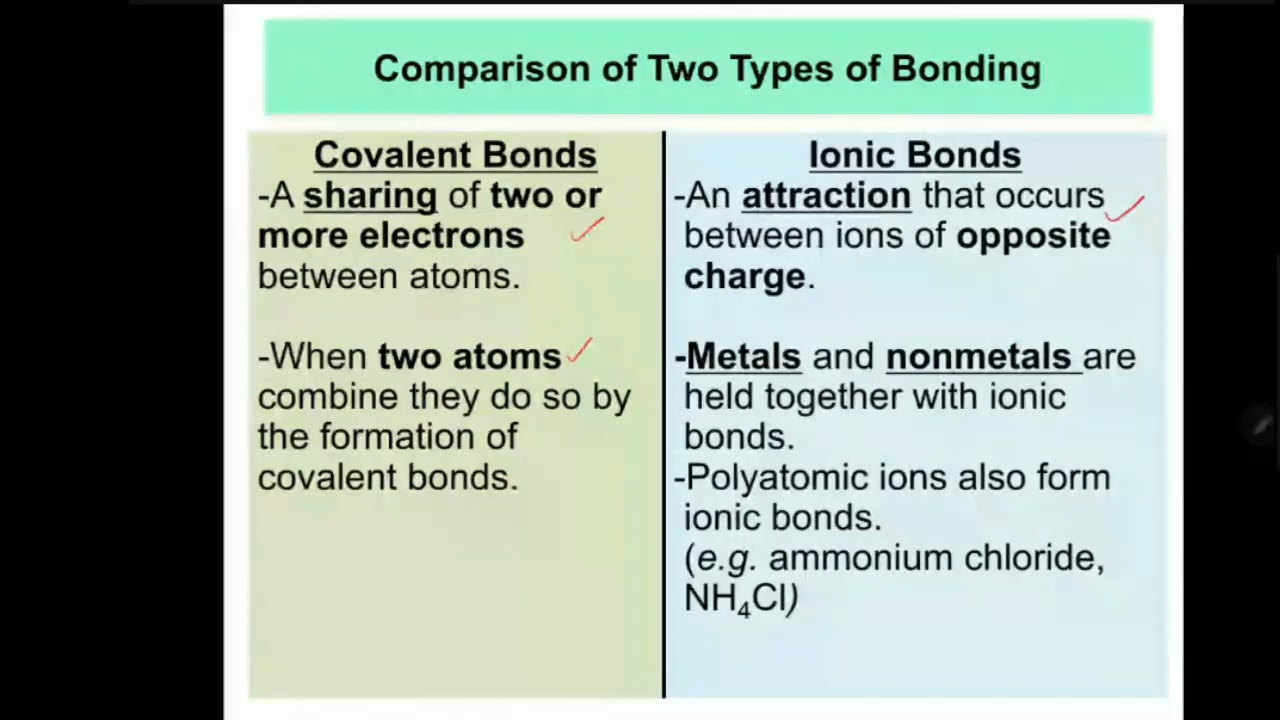 Comparison of Two Types of Bonding
Covalent Bonds
-A sharing of two or
more electrons
between atoms.
-When two atoms
combine they do so by
the formation of
covalent bonds.
Ionic Bonds
-An attraction that occurs
between ions of opposite
charge.
-Metals and nonmetals are
held together with ionic
bonds.
-Polyatomic ions also form
ionic bonds.
(e.g. ammonium chloride,
NH₄Cl)